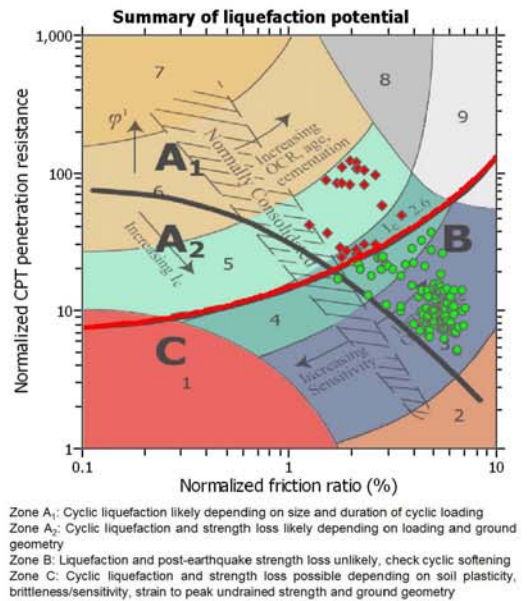 Summary of liquefaction potential
1,000
7
8
9
φ'
Increasing
OCR, age,
cementation
Normally Consolidated
100
A1
6
A2
Increasing Ic
5
Ic 2.6
B
10
4
C
1
Increasing
Sensitivity
3
2
1
0.1
1
10
Normalized CPT penetration resistance
Normalized friction ratio (%)
Zone A1: Cyclic liquefaction likely depending on size and duration of cyclic loading
Zone A2: Cyclic liquefaction and strength loss likely depending on loading and ground
geometry
Zone B: Liquefaction and post-earthquake strength loss unlikely, check cyclic softening
Zone C: Cyclic liquefaction and strength loss possible depending on soil plasticity,
brittleness/sensitivity, strain to peak undrained strength and ground geometry